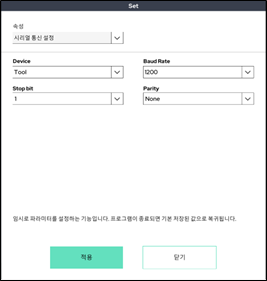 Set
속성
시리얼 통신 설정
Device
Baud Rate
Tool
1200
Stop bit
Parity
1
None
임시로 파라미터를 설정하는 기능입니다. 프로그램이 종료되면 기본 저장된 값으로 복귀됩니다.
적용
닫기